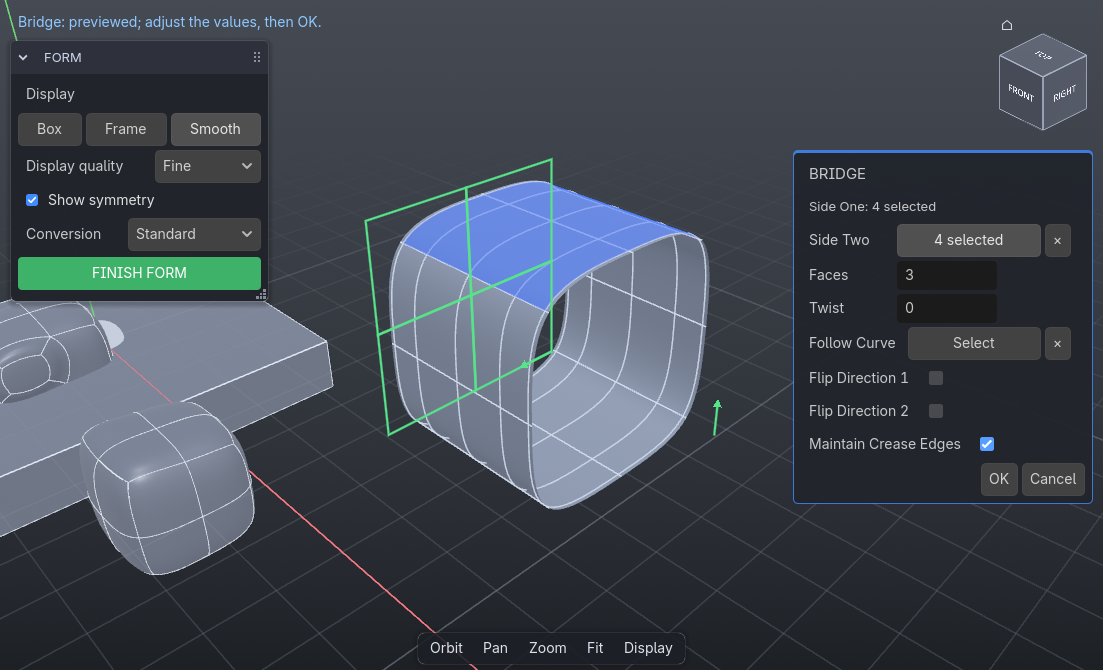 Bridge: previewed; adjust the values, then OK.
FORM
Display
Box Frame Smooth
Display quality Fine
Show symmetry
Conversion Standard
FINISH FORM
TOP
FRONT RIGHT
BRIDGE
Side One: 4 selected
Side Two 4 selected ×
Faces 3
Twist 0
Follow Curve Select ×
Flip Direction 1
Flip Direction 2
Maintain Crease Edges
OK Cancel
Orbit Pan Zoom Fit Display